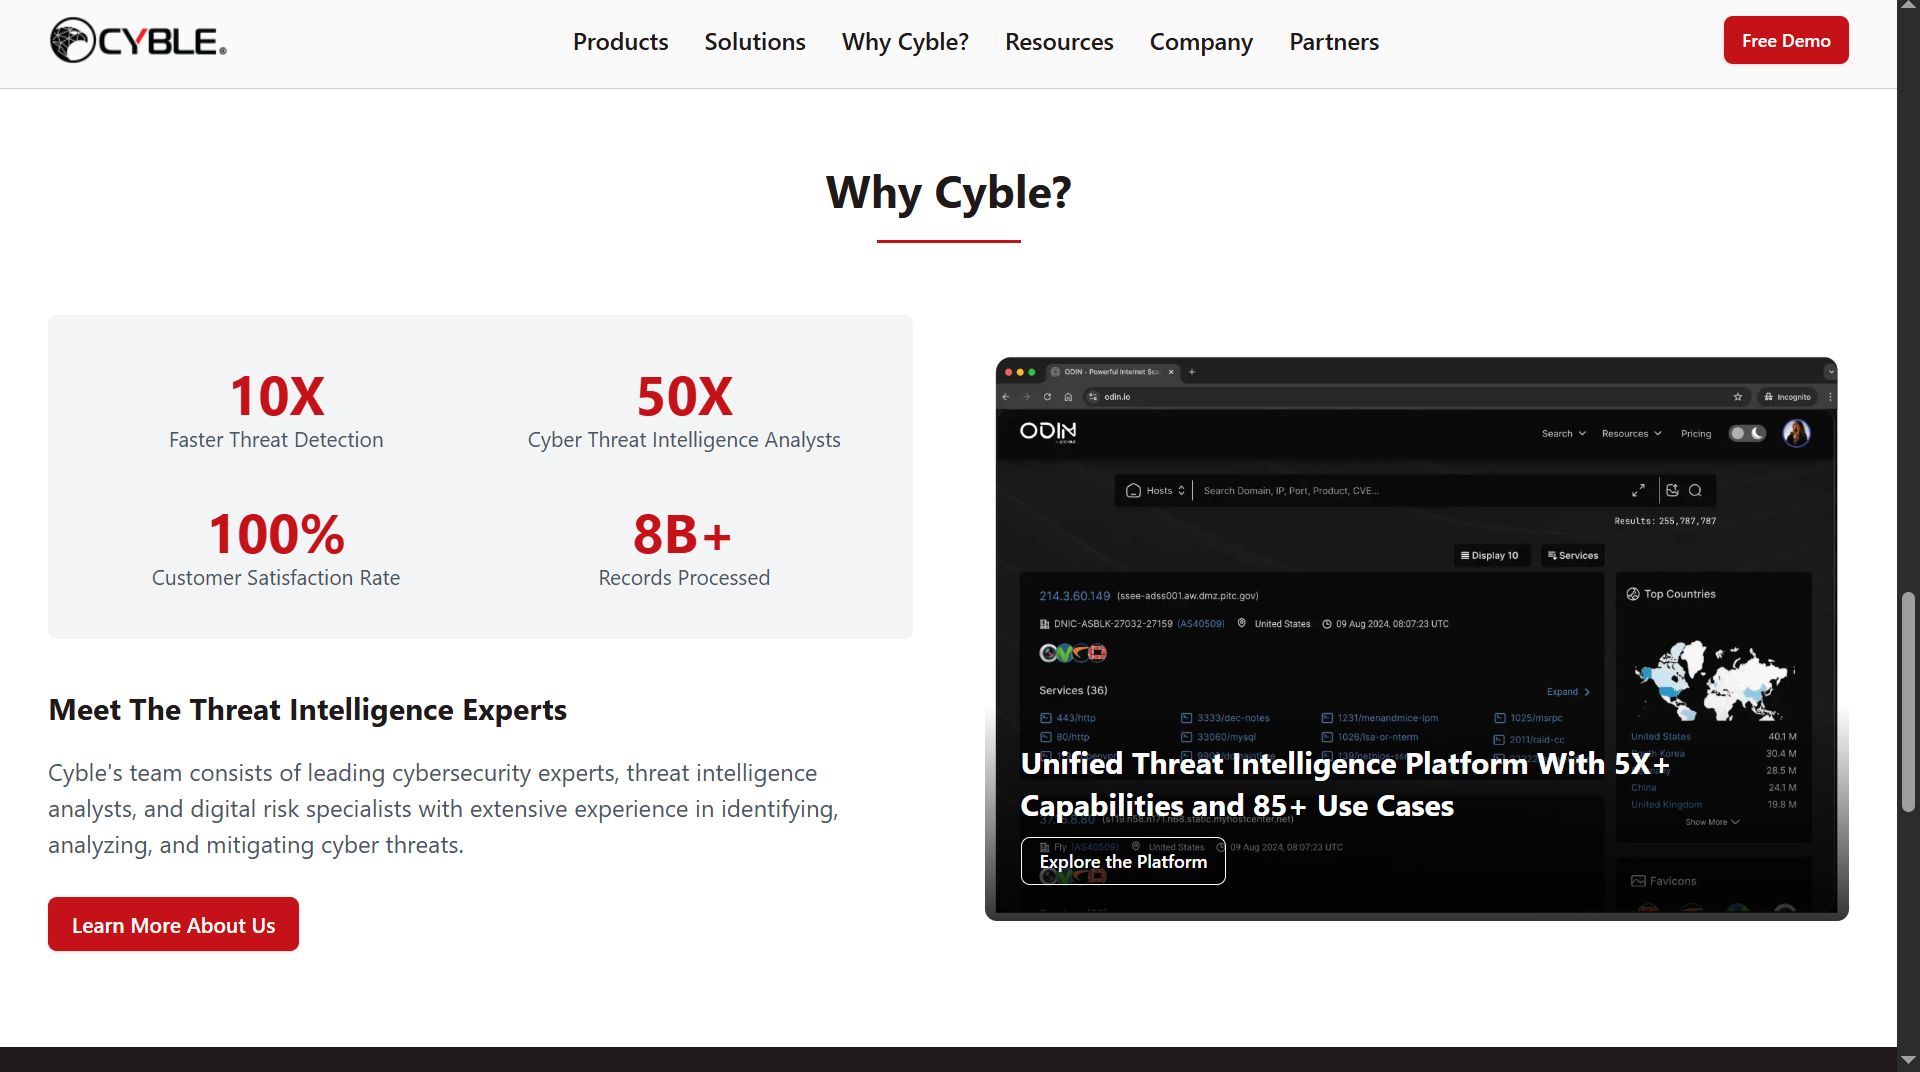 CYBLE®
Products Solutions Why Cyble? Resources Company Partners
Free Demo
Why Cyble?
10X
Faster Threat Detection
50X
Cyber Threat Intelligence Analysts
100%
Customer Satisfaction Rate
8B+
Records Processed
Meet The Threat Intelligence Experts
Cyble's team consists of leading cybersecurity experts, threat intelligence
analysts, and digital risk specialists with extensive experience in identifying,
analyzing, and mitigating cyber threats.
Learn More About Us
ODIN - Powerful Internet Sca
odin.io
Incognito
ODIN
Search Resources Pricing
Hosts Search Domain, IP, Port, Product, CVE...
Results: 255,787,787
Display 10 Services
214.3.60.149 (ssee-adss001.aw.dmz.pitc.gov)
DNIC-ASBLK-27032-27159 (AS40509) United States 09 Aug 2024, 08:07:23 UTC
Services (36) Expand
443/http 3333/dec-notes 1231/menandmice-lpm 1025/msrpc
80/http 33060/mysql 1026/lsa-or-nterm 2011/raid-cc
Top Countries
United States 40.1 M
South Korea 30.4 M
28.5 M
China 24.1 M
United Kingdom 19.8 M
Show More
Favicons
Unified Threat Intelligence Platform With 5X+
Capabilities and 85+ Use Cases
(s119.n58.n171.n68.static.myhostcenter.net)
Fly (AS40509) United States 09 Aug 2024, 08:07:23 UTC
Explore the Platform